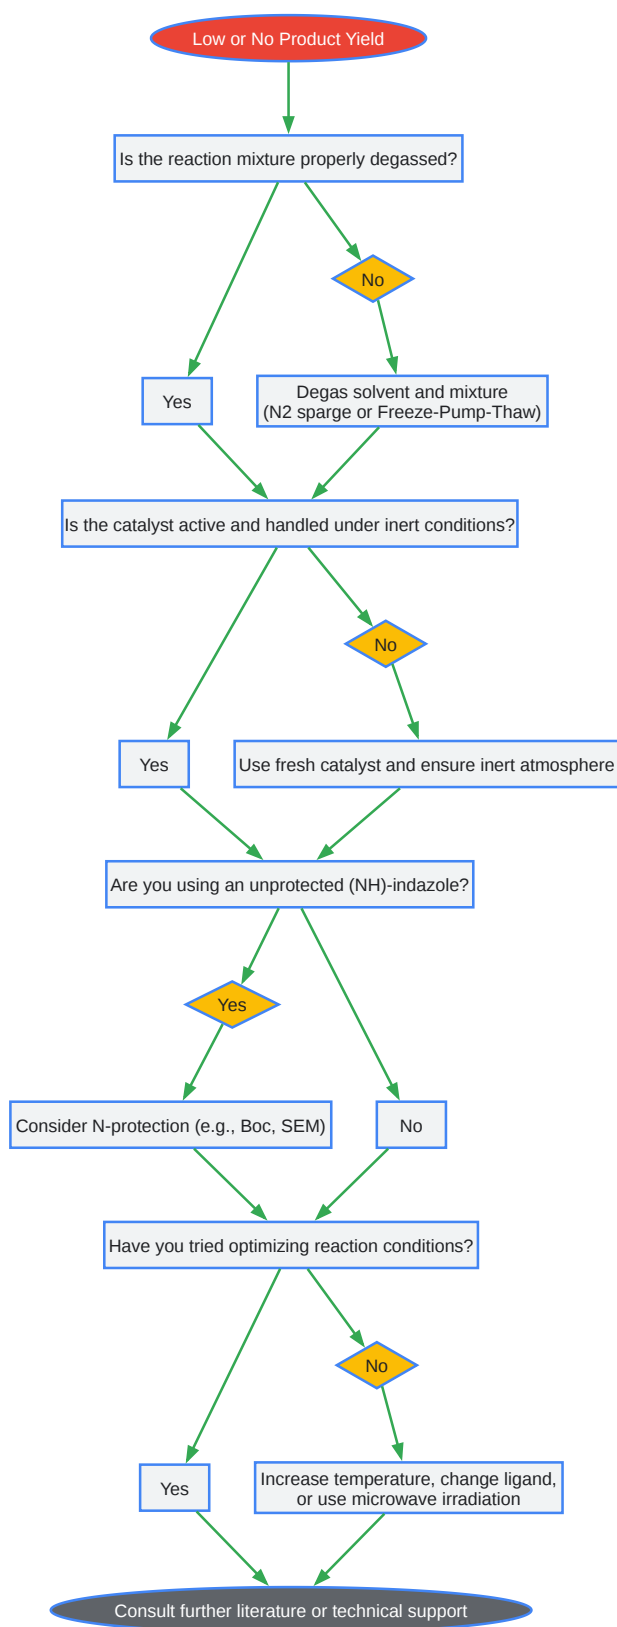 Low or No Product Yield
Is the reaction mixture properly degassed?
No
Yes
Degas solvent and mixture
(N2 sparge or Freeze-Pump-Thaw)
Is the catalyst active and handled under inert conditions?
No
Yes
Use fresh catalyst and ensure inert atmosphere
Are you using an unprotected (NH)-indazole?
Yes
Consider N-protection (e.g., Boc, SEM)
No
Have you tried optimizing reaction conditions?
No
Yes
Increase temperature, change ligand,
or use microwave irradiation
Consult further literature or technical support